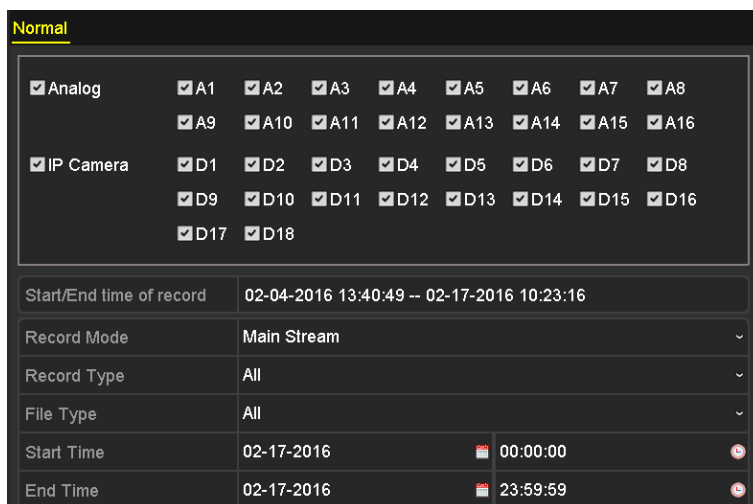 Normal
Analog A1 A2 A3 A4 A5 A6 A7 A8
A9 A10 A11 A12 A13 A14 A15 A16
IP Camera D1 D2 D3 D4 D5 D6 D7 D8
D9 D10 D11 D12 D13 D14 D15 D16
D17 D18
Start/End time of record 02-04-2016 13:40:49 -- 02-17-2016 10:23:16
Record Mode Main Stream
Record Type All
File Type All
Start Time 02-17-2016 00:00:00
End Time 02-17-2016 23:59:59